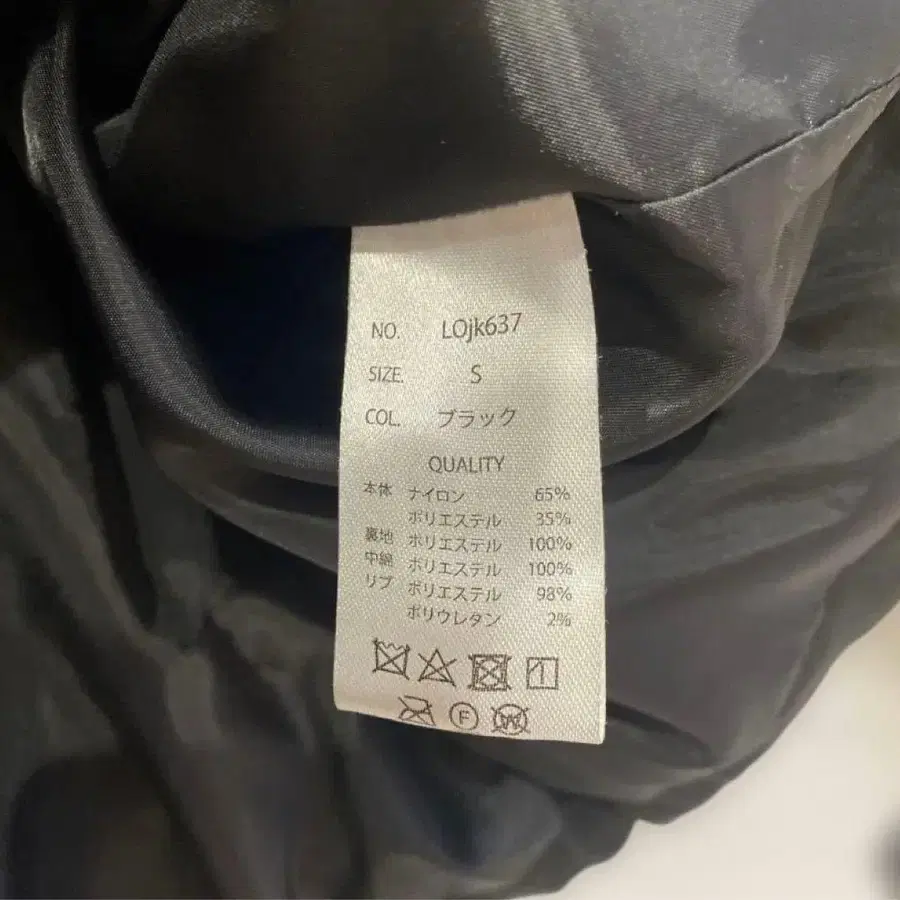 NO. LOjk637
SIZE. S
COL. ブラック
QUALITY
本体 ナイロン 65%
ポリエステル 35%
裏地 ポリエステル 100%
中綿 ポリエステル 100%
リブ ポリエステル 98%
ポリウレタン 2%
F W